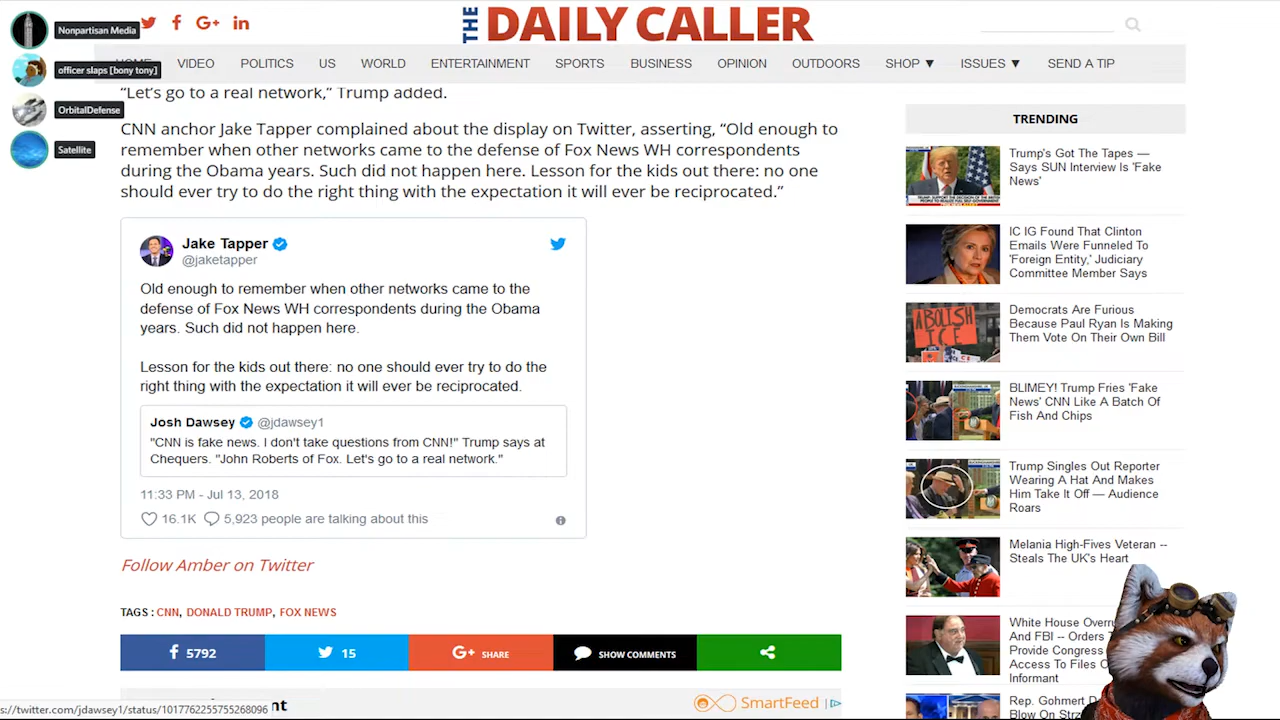 Nonpartisan Media
officer slaps [bony tony]
OrbitalDefense
Satellite
THE DAILY CALLER
HOME VIDEO POLITICS US WORLD ENTERTAINMENT SPORTS BUSINESS OPINION OUTDOORS SHOP ▼ ISSUES ▼ SEND A TIP
“Let’s go to a real network,” Trump added.
CNN anchor Jake Tapper complained about the display on Twitter, asserting, “Old enough to
remember when other networks came to the defense of Fox News WH correspondents
during the Obama years. Such did not happen here. Lesson for the kids out there: no one
should ever try to do the right thing with the expectation it will ever be reciprocated.”
Jake Tapper
@jaketapper
Old enough to remember when other networks came to the
defense of Fox News WH correspondents during the Obama
years. Such did not happen here.
Lesson for the kids out there: no one should ever try to do the
right thing with the expectation it will ever be reciprocated.
Josh Dawsey @jdawsey1
"CNN is fake news. I don't take questions from CNN!" Trump says at
Chequers. "John Roberts of Fox. Let's go to a real network."
11:33 PM - Jul 13, 2018
16.1K 5,923 people are talking about this
Follow Amber on Twitter
TAGS : CNN, DONALD TRUMP, FOX NEWS
5792 15 SHARE SHOW COMMENTS
SmartFeed
s://twitter.com/jdawsey1/status/1017762255755268096
TRENDING
Trump’s Got The Tapes —
Says SUN Interview Is 'Fake
News'
IC IG Found That Clinton
Emails Were Funneled To
'Foreign Entity,' Judiciary
Committee Member Says
ABOLISH
ICE
Democrats Are Furious
Because Paul Ryan Is Making
Them Vote On Their Own Bill
BLIMEY! Trump Fries 'Fake
News' CNN Like A Batch Of
Fish And Chips
Trump Singles Out Reporter
Wearing A Hat And Makes
Him Take It Off — Audience
Roars
Melania High-Fives Veteran --
Steals The UK's Heart
White House
And FBI -- Orders
Provide Congress
Access To Files
Informant
Rep. Gohmert
Blow On